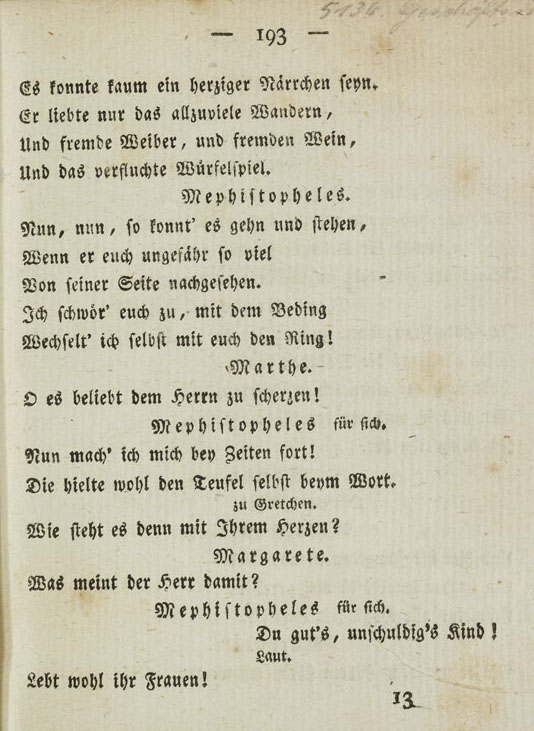 5136.
— 193 —
Es konnte kaum ein herziger Närrchen seyn.
Er liebte nur das allzuviele Wandern,
Und fremde Weiber, und fremden Wein,
Und das verfluchte Würfelspiel.
Mephistopheles.
Nun, nun, so konnt' es gehn und stehen,
Wenn er euch ungefähr so viel
Von seiner Seite nachgesehen.
Ich schwör' euch zu, mit dem Beding
Wechselt' ich selbst mit euch den Ring!
Marthe.
O es beliebt dem Herrn zu scherzen!
Mephistopheles für sich.
Nun mach' ich mich bey Zeiten fort!
Die hielte wohl den Teufel selbst beym Wort.
zu Gretchen.
Wie steht es denn mit Ihrem Herzen?
Margarete.
Was meint der Herr damit?
Mephistopheles für sich.
Du gut's, unschuldig's Kind!
Laut.
Lebt wohl ihr Frauen!
13